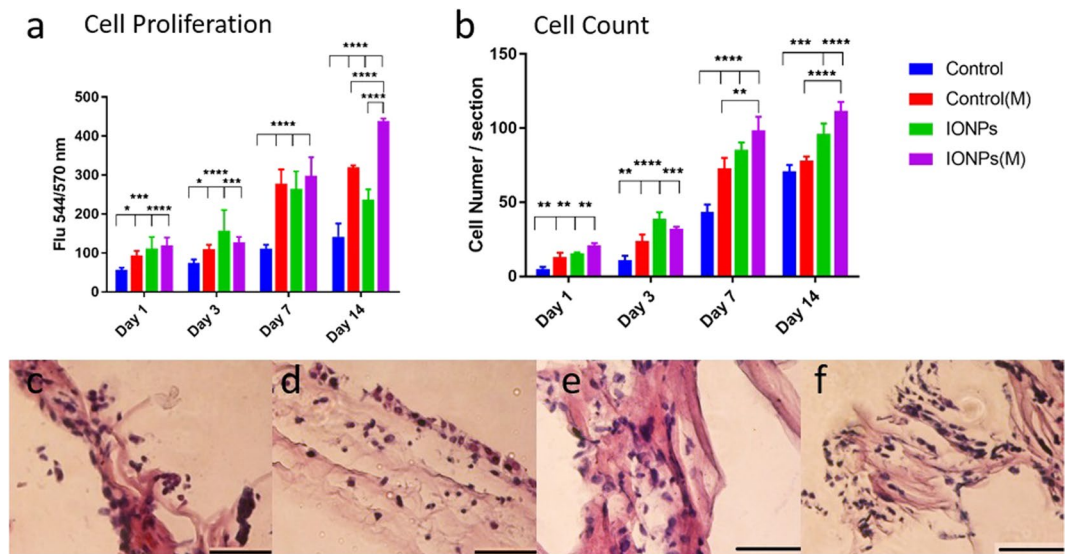 a Cell Proliferation
**** 
****
****
****
***
* ****
****
* ***
Flu 544/570 nm
500
400
300
200
100
0
Day 1
Day 3
Day 7
Day 14
b Cell Count
*** ****
****
****
**
****
** ***
** ** **
Cell Numer / section
150
100
50
0
Day 1
Day 3
Day 7
Day 14
Control
Control(M)
IONPs
IONPs(M)
c
d
e
f